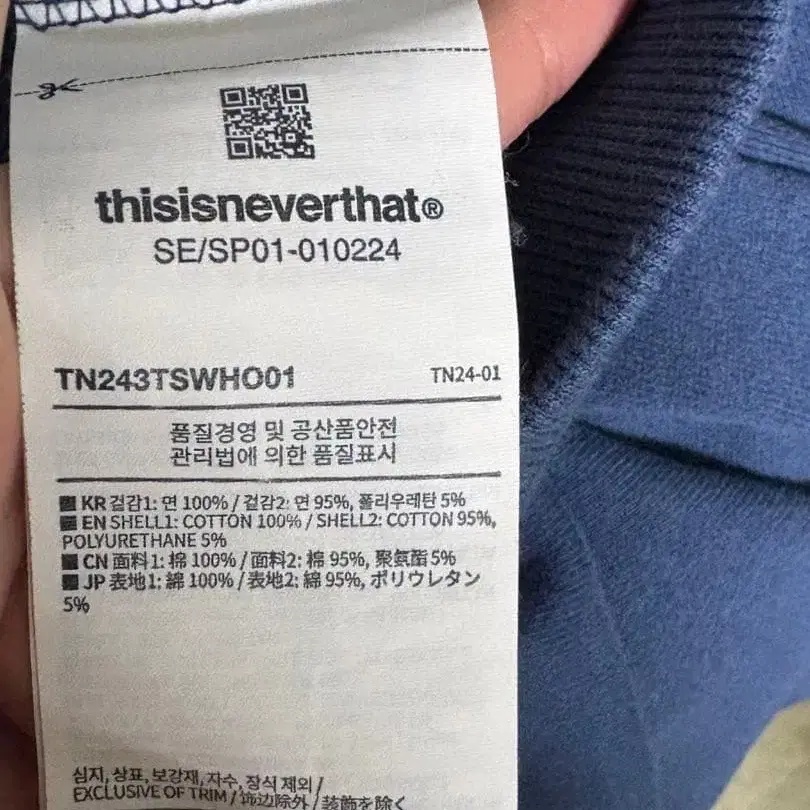 thisisneverthat®
SE/SP01-010224
TN243TSWHO01 TN24-01
품질경영 및 공산품안전
관리법에 의한 품질표시
KR 겉감1: 면 100% / 겉감2: 면 95%, 폴리우레탄 5%
EN SHELL1: COTTON 100% / SHELL2: COTTON 95%,
POLYURETHANE 5%
CN 面料1: 棉 100% / 面料2: 棉 95%, 聚氨酯 5%
JP 表地1: 綿 100% / 表地2: 綿 95%, ポリウレタン
5%
심지, 상표, 보강재, 자수, 장식 제외 /
EXCLUSIVE OF TRIM / 饰边除外 / 装飾を除く